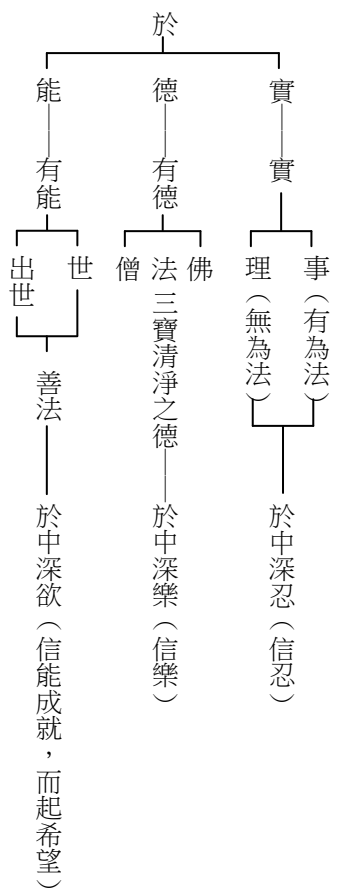 於
實
實
事（有為法）
理（無為法）
於中深忍（信忍）
德
有德
佛
法
僧
三寶清淨之德
於中深樂（信樂）
能
有能
世
出世
善法
於中深欲（信能成就，而起希望）